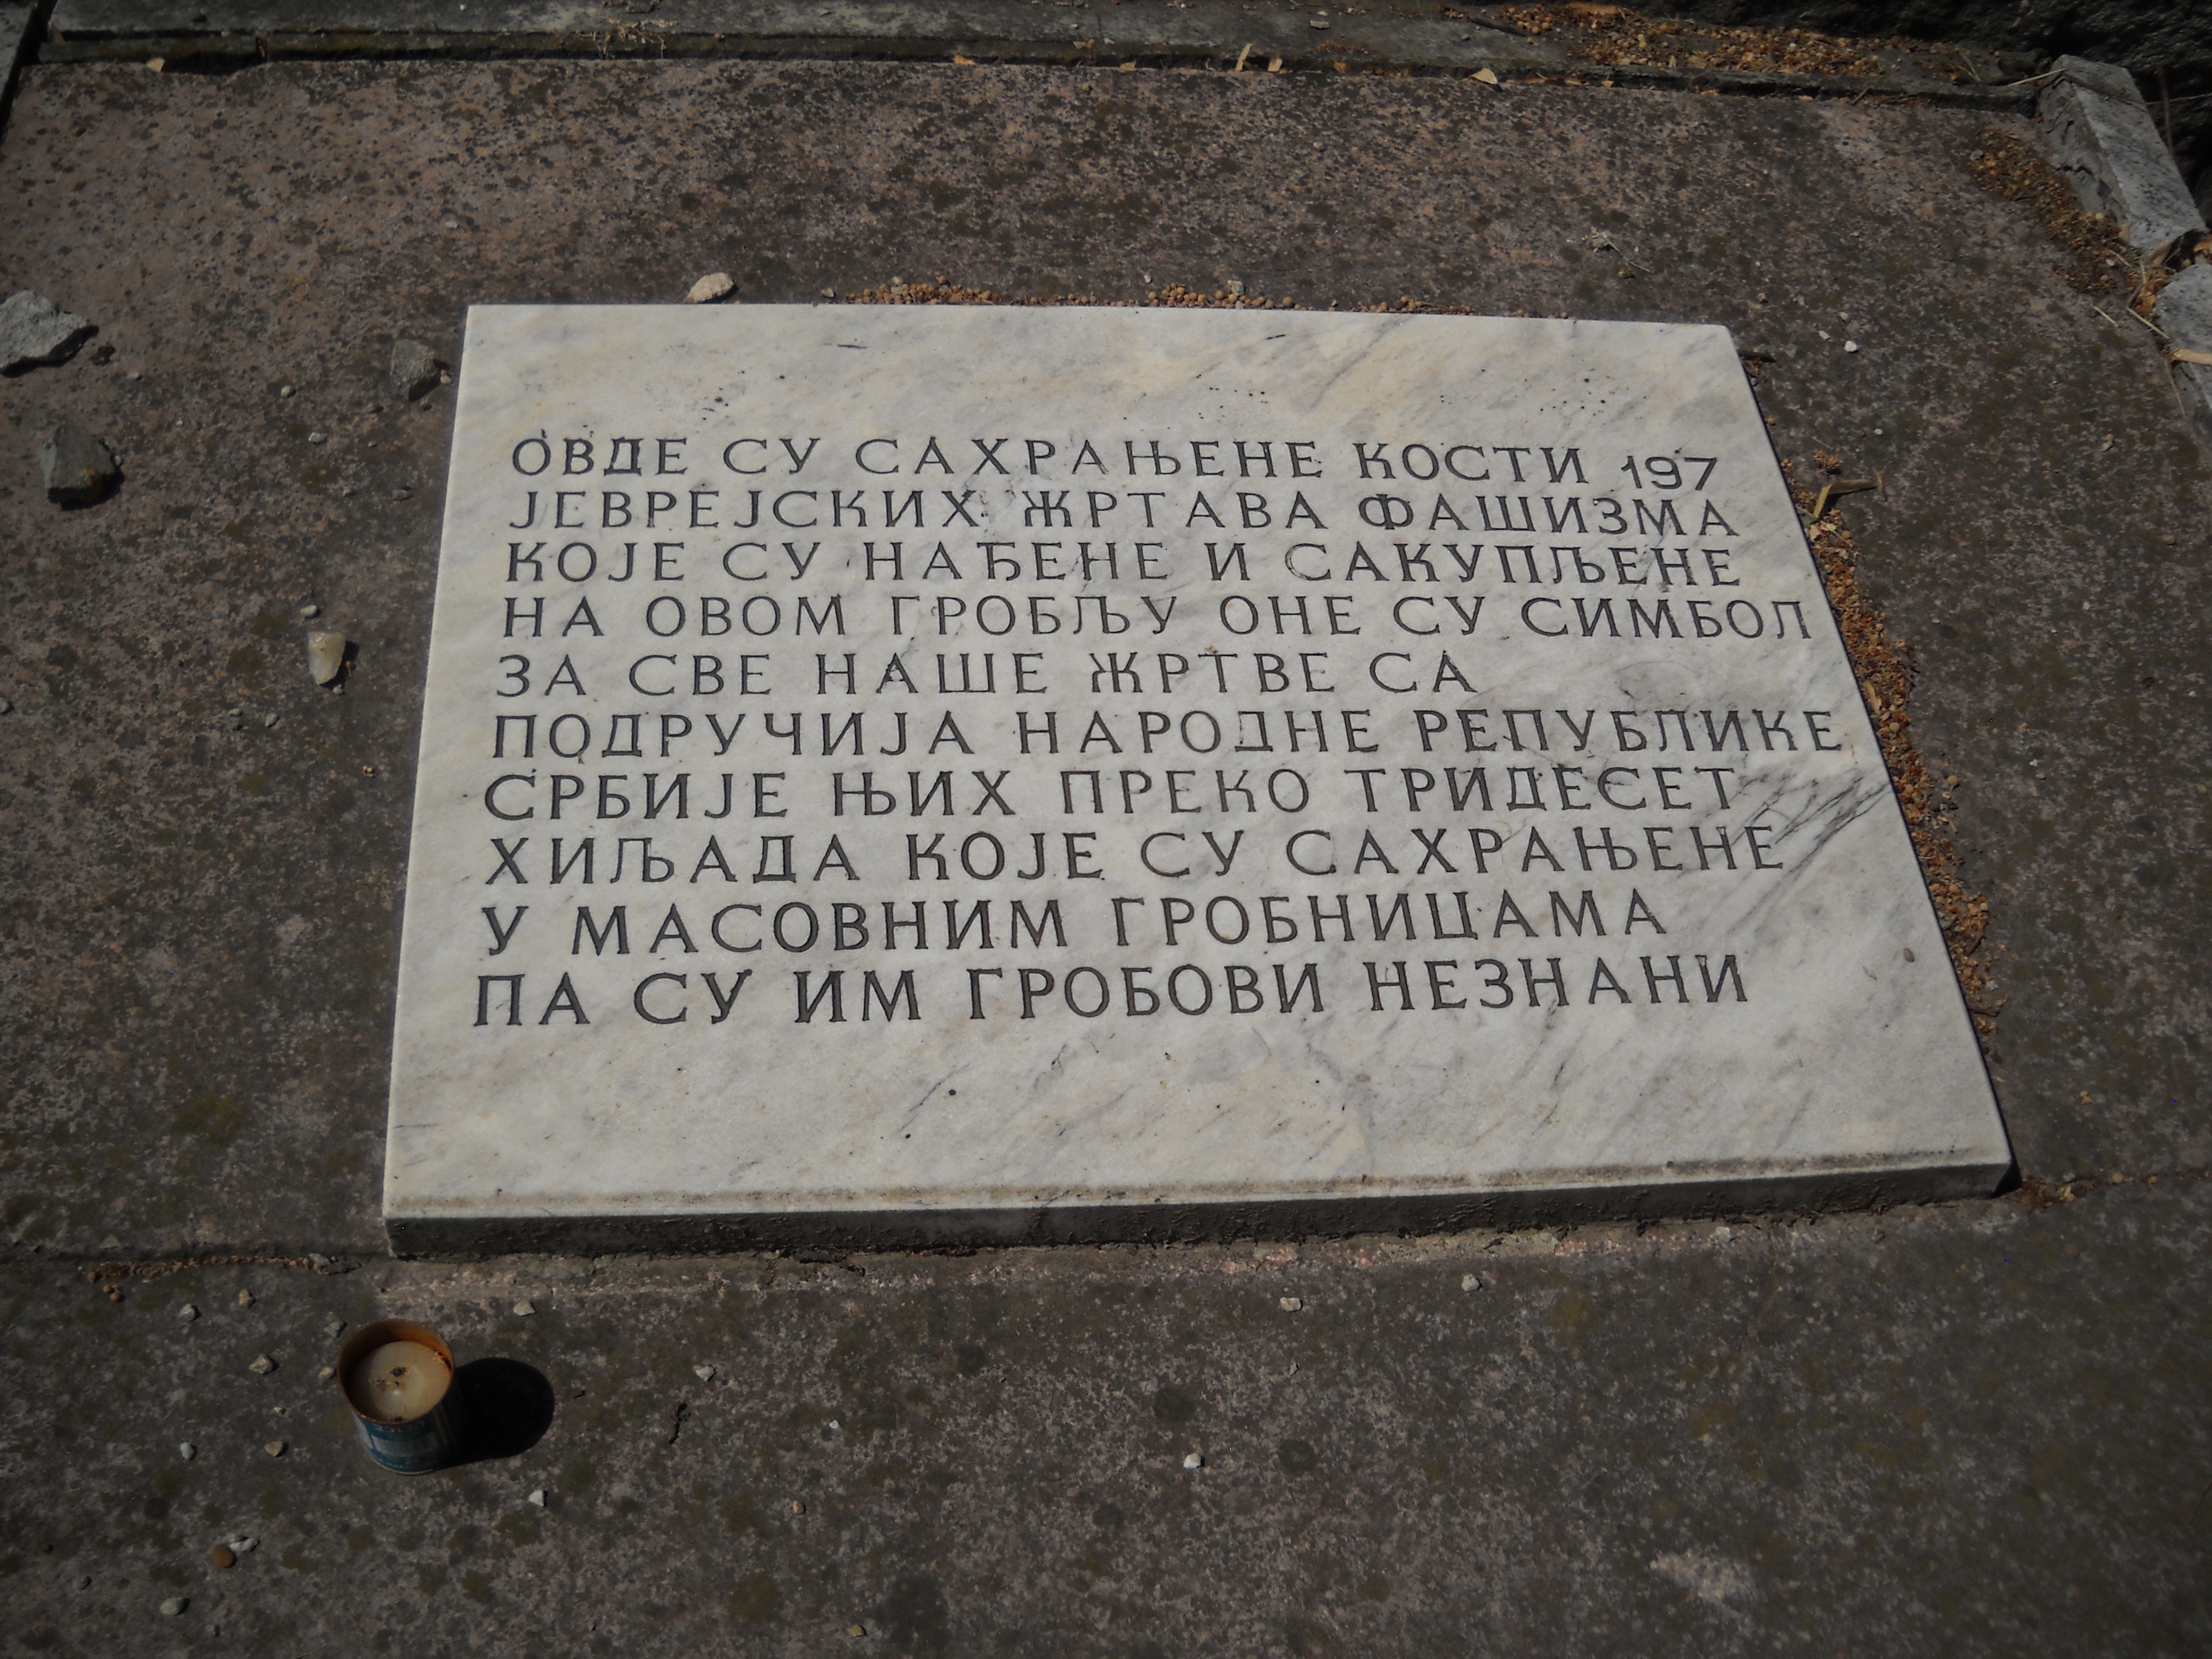 ОВДЕ СУ САХРАЊЕНЕ КОСТИ 197
ЈЕВРЕЈСКИХ ЖРТАВА ФАШИЗМА
КОЈЕ СУ НАЂЕНЕ И САКУПЉЕНЕ
НА ОВОМ ГРОБЉУ ОНЕ СУ СИМБОЛ
ЗА СВЕ НАШЕ ЖРТВЕ СА
ПОДРУЧИЈА НАРОДНЕ РЕПУБЛИКЕ
СРБИЈЕ ЊИХ ПРЕКО ТРИДЕСЕТ
ХИЉАДА КОЈЕ СУ САХРАЊЕНЕ
У МАСОВНИМ ГРОБНИЦАМА
ПА СУ ИМ ГРОБОВИ НЕЗНАНИ